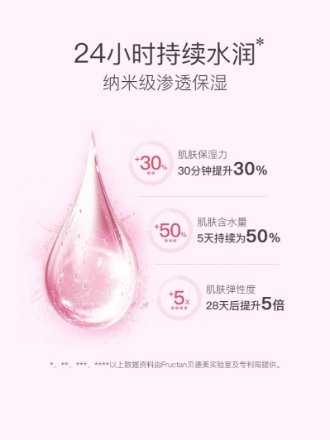 24小时持续水润*
纳米级渗透保湿
+30%
**
肌肤保湿力
30分钟提升30%
+50%
***
肌肤含水量
5天持续为50%
+5x
****
肌肤弹性度
28天后提升5倍
*、**、***、****以上数据资料由Fructan贝德美实验室及专利局提供。